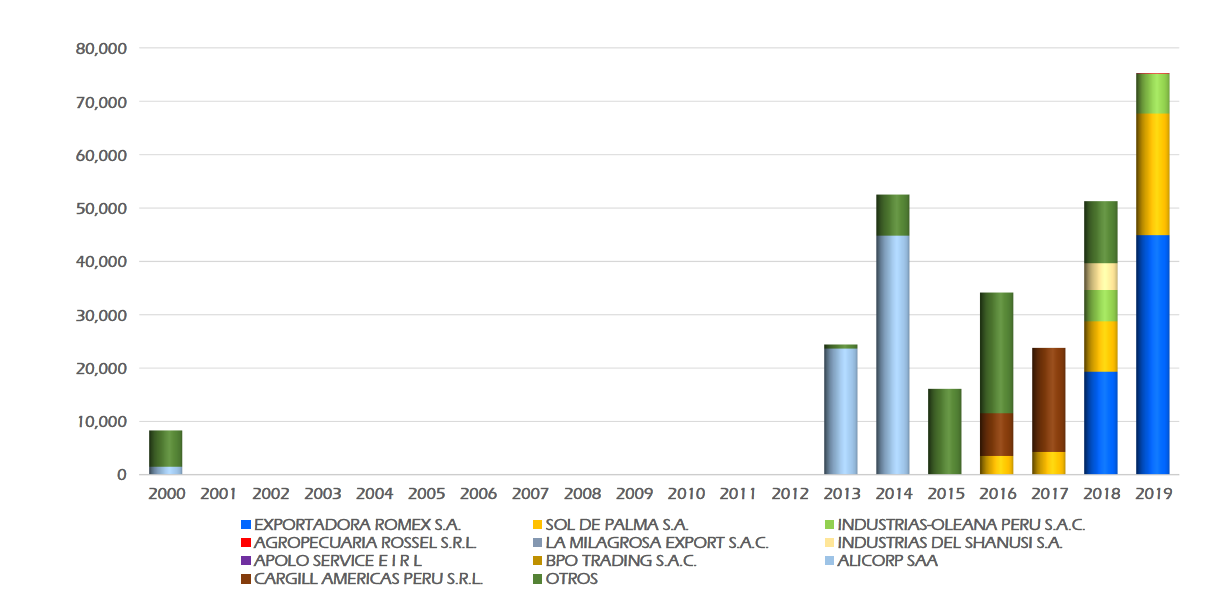 80,000
70,000
60,000
50,000
40,000
30,000
20,000
10,000
0
2000 2001 2002 2003 2004 2005 2006 2007 2008 2009 2010 2011 2012 2013 2014 2015 2016 2017 2018 2019
EXPORTADORA ROMEX S.A. SOL DE PALMA S.A. INDUSTRIAS-OLEANA PERU S.A.C.
AGROPECUARIA ROSSEL S.R.L. LA MILAGROSA EXPORT S.A.C. INDUSTRIAS DEL SHANUSI S.A.
APOLO SERVICE E I R L BPO TRADING S.A.C. ALICORP SAA
CARGILL AMERICAS PERU S.R.L. OTROS